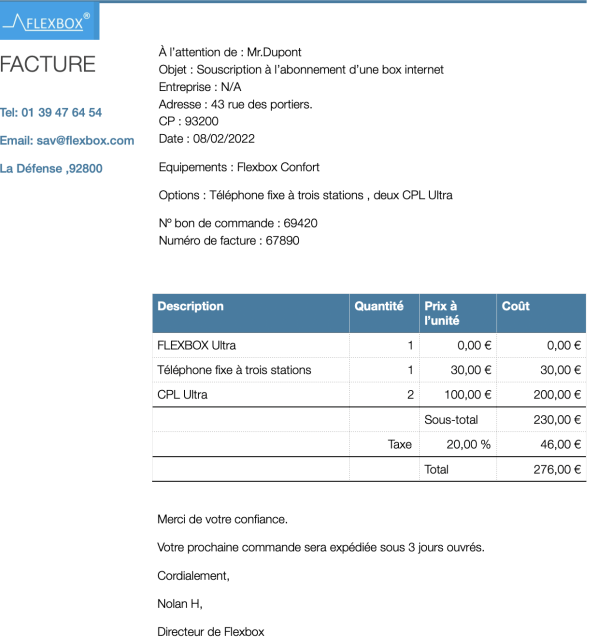 FLEXBOX®
FACTURE
Tel: 01 39 47 64 54
Email: sav@flexbox.com
La Défense ,92800
À l'attention de : Mr.Dupont
Objet : Souscription à l'abonnement d'une box internet
Entreprise : N/A
Adresse : 43 rue des portiers.
CP : 93200
Date : 08/02/2022
Equipements : Flexbox Confort
Options : Téléphone fixe à trois stations , deux CPL Ultra
Nº bon de commande : 69420
Numéro de facture : 67890
Description Quantité Prix à l'unité Coût
FLEXBOX Ultra 1 0,00 € 0,00 €
Téléphone fixe à trois stations 1 30,00 € 30,00 €
CPL Ultra 2 100,00 € 200,00 €
Sous-total 230,00 €
Taxe 20,00 % 46,00 €
Total 276,00 €
Merci de votre confiance.
Votre prochaine commande sera expédiée sous 3 jours ouvrés.
Cordialement,
Nolan H,
Directeur de Flexbox